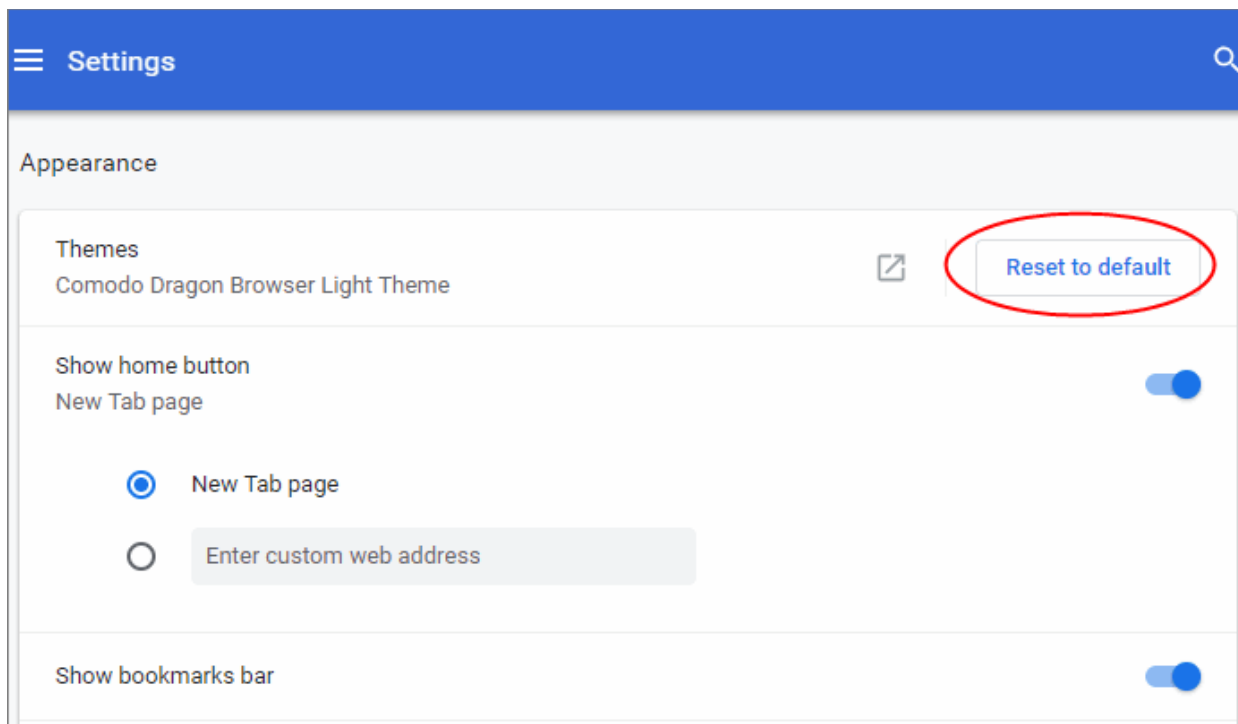 Settings
Appearance
Themes
Comodo Dragon Browser Light Theme
Reset to default
Show home button
New Tab page
New Tab page
Enter custom web address
Show bookmarks bar